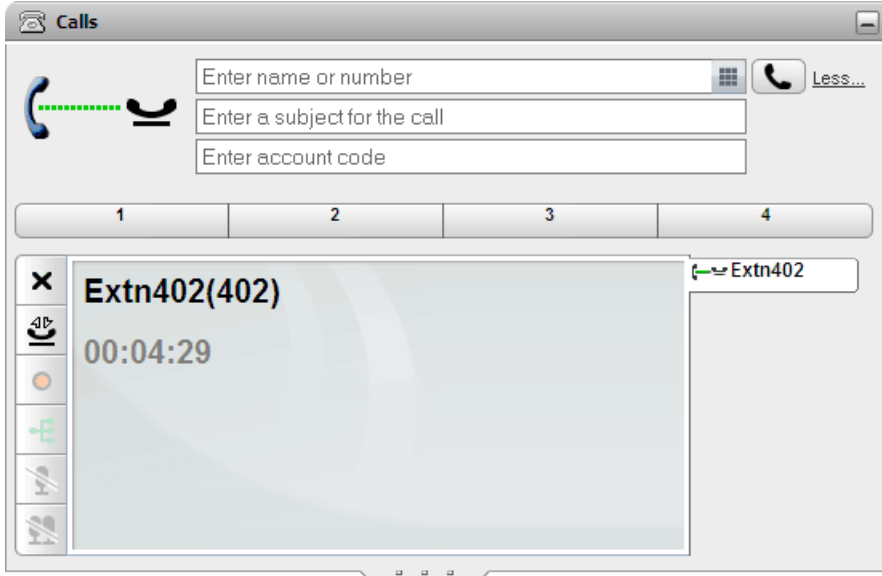 Calls
Enter name or number
Less...
Enter a subject for the call
Enter account code
1 2 3 4
Extn402(402)
Extn402
00:04:29